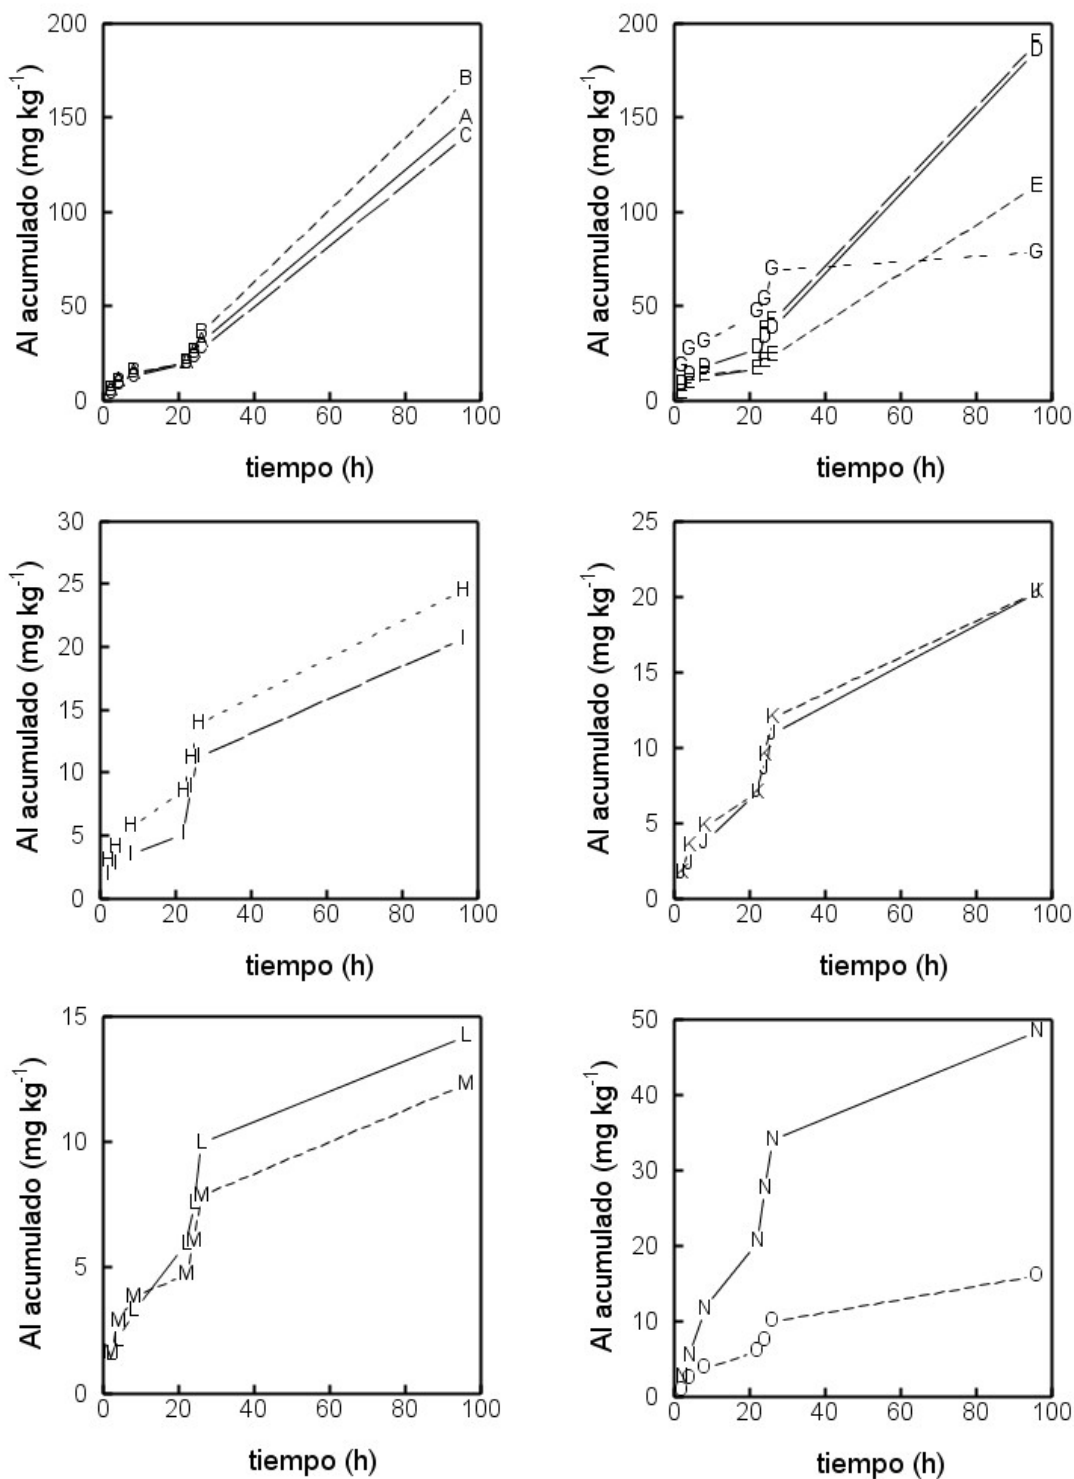 200
150
100
50
0
Al acumulado (mg kg-1)
B
A
C
0 20 40 60 80 100
tiempo (h)
200
150
100
50
0
Al acumulado (mg kg-1)
D
E
G
G
G
G
G
G
0 20 40 60 80 100
tiempo (h)
30
25
20
15
10
5
0
Al acumulado (mg kg-1)
H
I
H
H
H
H
H
H
I
I
I
I
I
I
0 20 40 60 80 100
tiempo (h)
25
20
15
10
5
0
Al acumulado (mg kg-1)
K
K
J
K
K
J
K
K
J
K
0 20 40 60 80 100
tiempo (h)
15
10
5
0
Al acumulado (mg kg-1)
L
M
L
M
L
M
L
M
M
L
M
0 20 40 60 80 100
tiempo (h)
50
40
30
20
10
0
Al acumulado (mg kg-1)
N
N
N
N
N
N
N
O
O
O
O
O
O
O
0 20 40 60 80 100
tiempo (h)